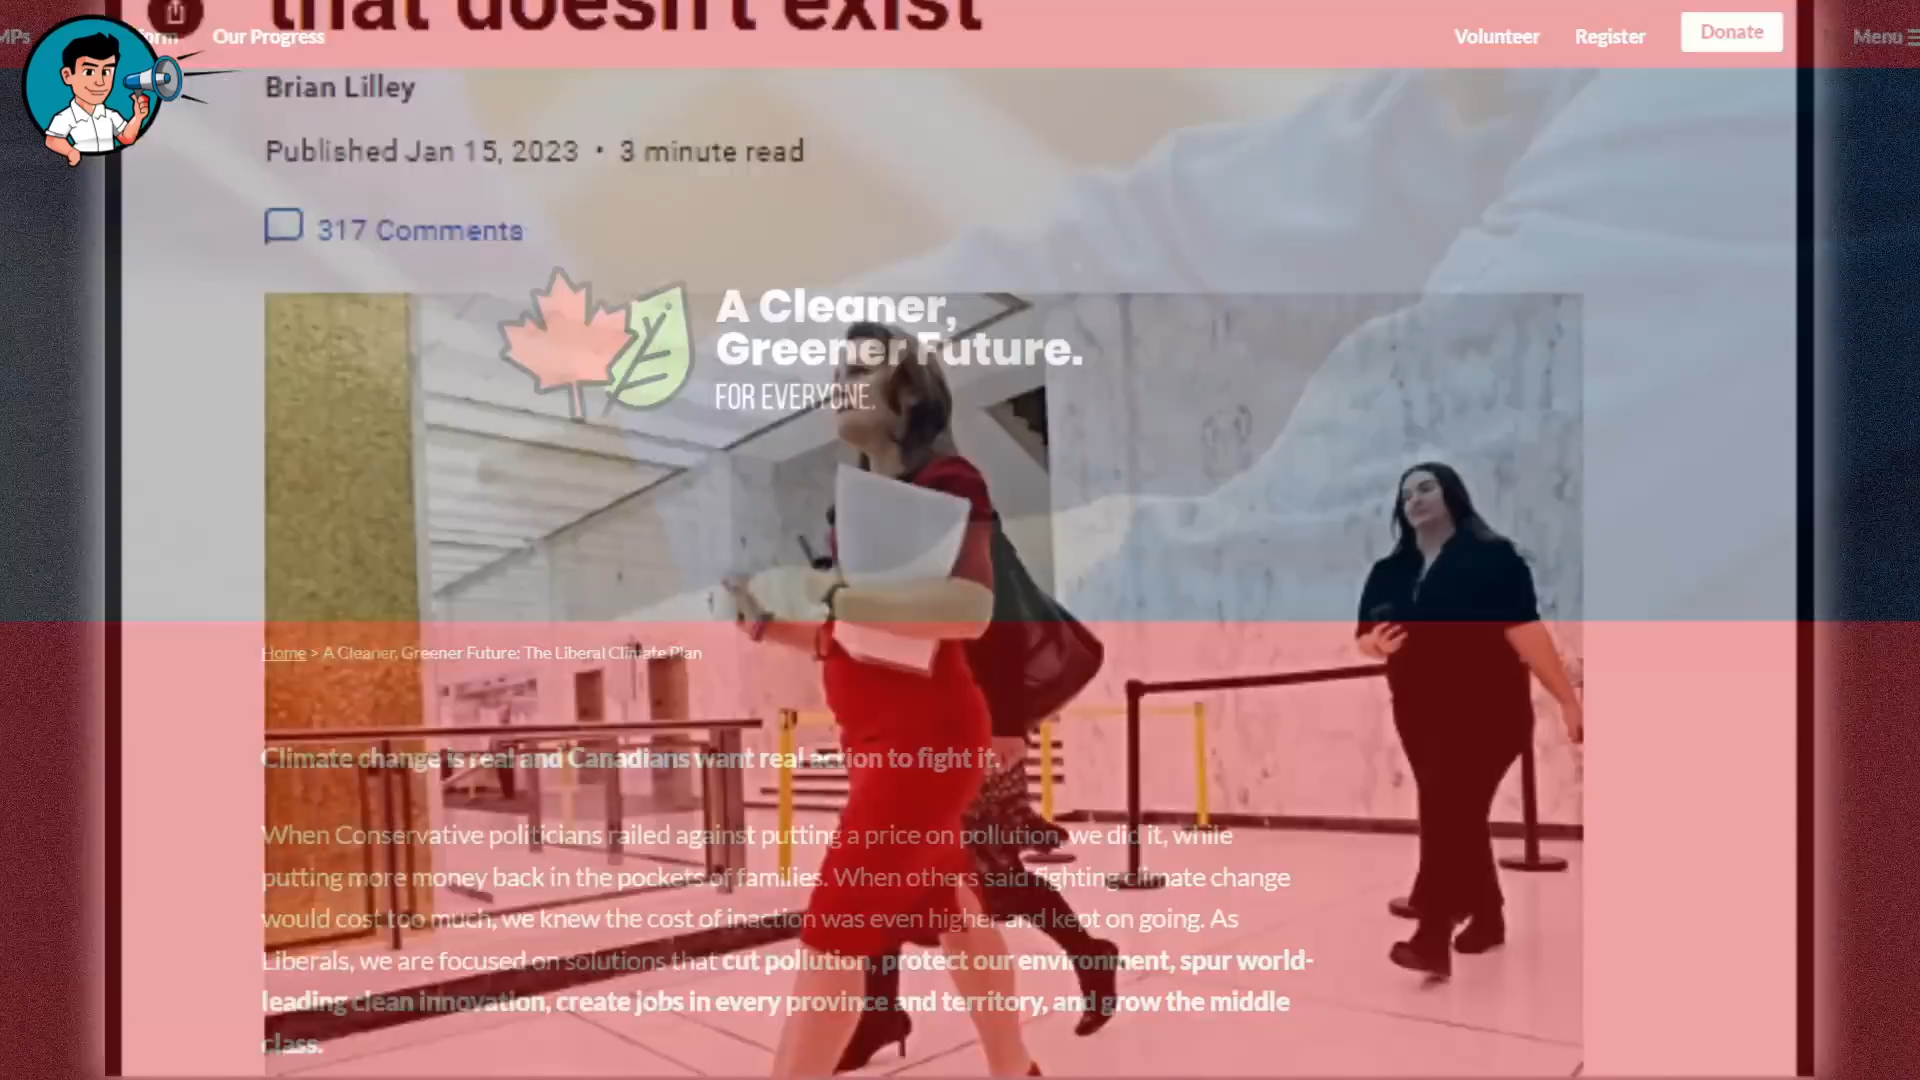 that doesn't exist
MPs
Our Progress
Volunteer
Register
Donate
Menu
Brian Lilley
Published Jan 15, 2023 • 3 minute read
317 Comments
A Cleaner,
Greener Future.
FOR EVERYONE.
Home > A Cleaner, Greener Future: The Liberal Climate Plan
Climate change is real and Canadians want real action to fight it.
When Conservative politicians railed against putting a price on pollution, we did it, while
putting more money back in the pockets of families. When others said fighting climate change
would cost too much, we knew the cost of inaction was even higher and kept on going. As
Liberals, we are focused on solutions that cut pollution, protect our environment, spur world-
leading clean innovation, create jobs in every province and territory, and grow the middle
class.